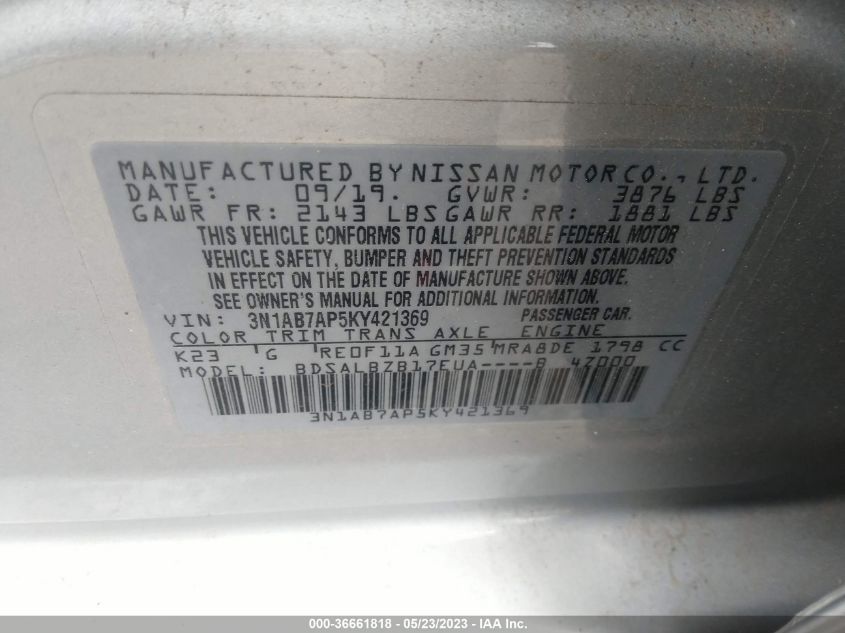 MANUFACTURED BY NISSAN MOTOR CO., LTD.
DATE: 09/19. GVWR: 3876 LBS
GAWR FR: 2143 LBS GAWR RR: 1881 LBS
THIS VEHICLE CONFORMS TO ALL APPLICABLE FEDERAL MOTOR
VEHICLE SAFETY, BUMPER AND THEFT PREVENTION STANDARDS
IN EFFECT ON THE DATE OF MANUFACTURE SHOWN ABOVE.
SEE OWNER'S MANUAL FOR ADDITIONAL INFORMATION.
VIN: 3N1AB7AP5KY421369 PASSENGER CAR.
COLOR TRIM TRANS AXLE ENGINE
K23 G RE0F11A GM35 MRA8DE 1798 CC
MODEL: BDSALBZB17EUA----B 47000
3N1AB7AP5KY421369
000-36661818 - 05/23/2023 - IAA Inc.